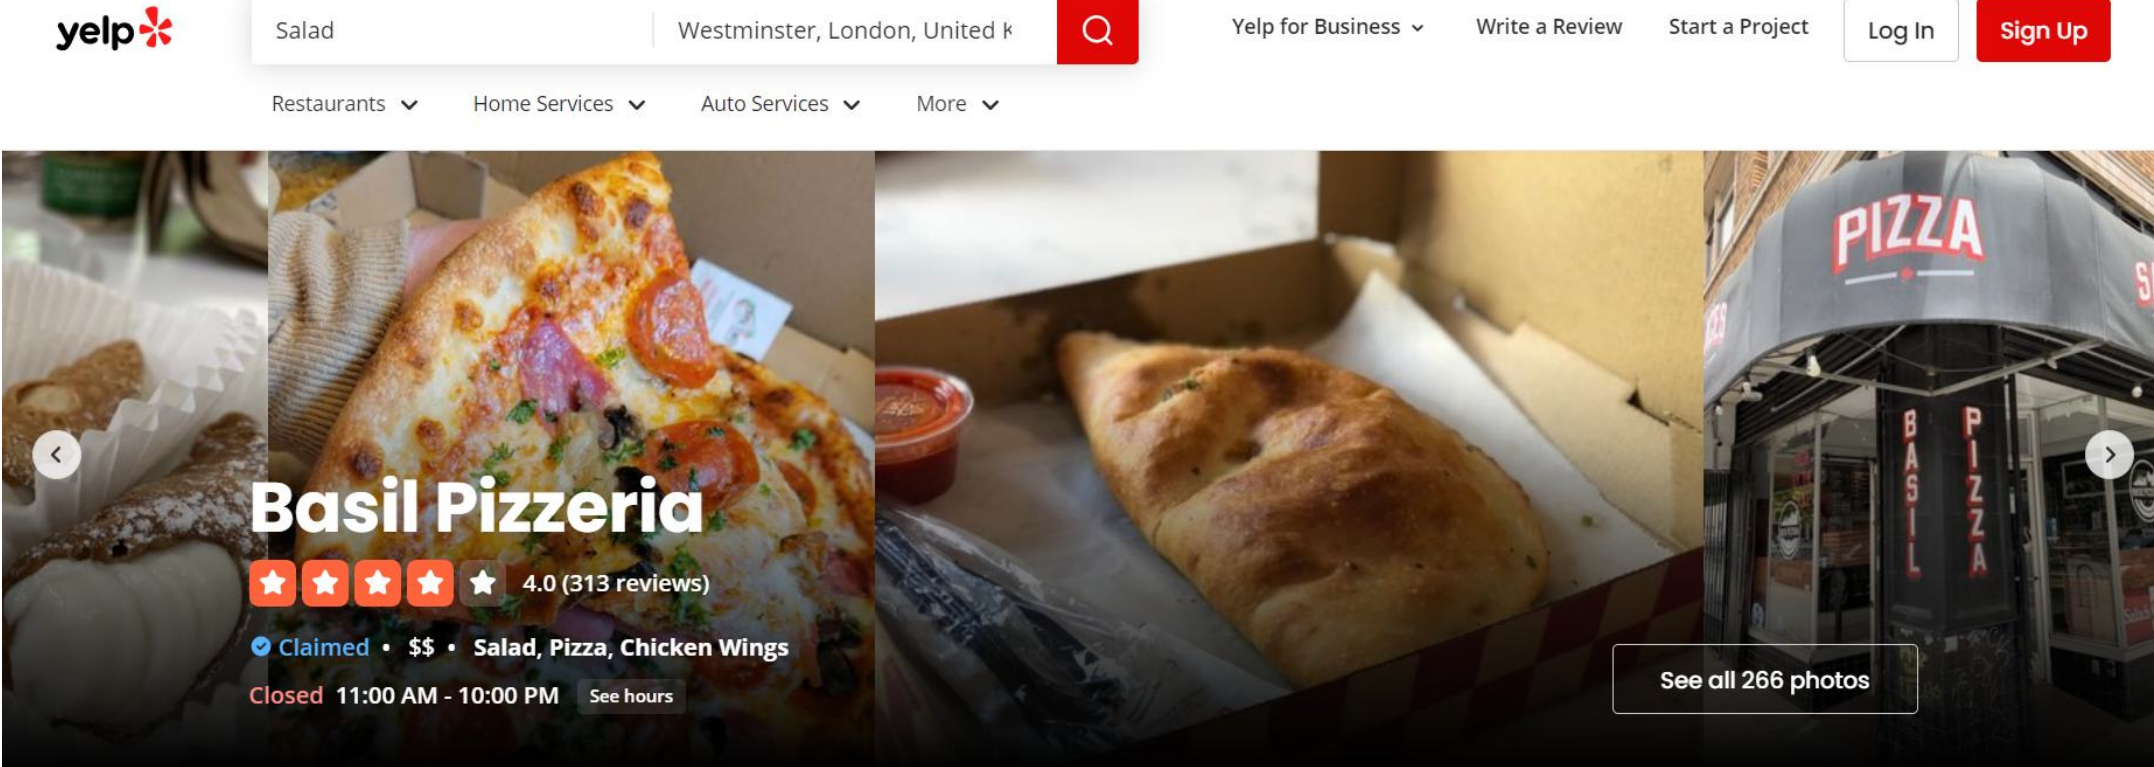 yelp
Salad
Westminster, London, United K
Yelp for Business
Write a Review
Start a Project
Log In
Sign Up
Restaurants
Home Services
Auto Services
More
PIZZA
BASIL
PIZZA
Basil Pizzeria
4.0 (313 reviews)
Claimed • $$ • Salad, Pizza, Chicken Wings
Closed 11:00 AM - 10:00 PM See hours
See all 266 photos